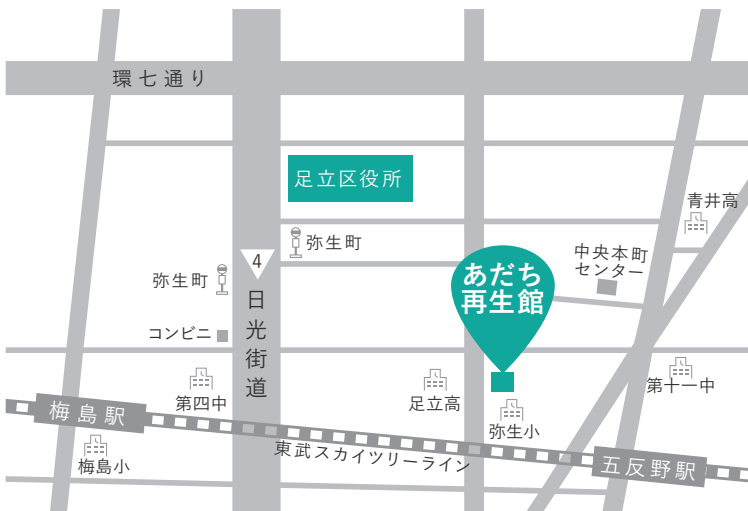 環七通り
足立区役所
青井高
弥生町
中央本町
センター
4
弥生町
あだち
再生館
日光街道
コンビニ
第四中
足立高
第十一中
梅島駅
弥生小
東武スカイツリーライン
梅島小
五反野駅